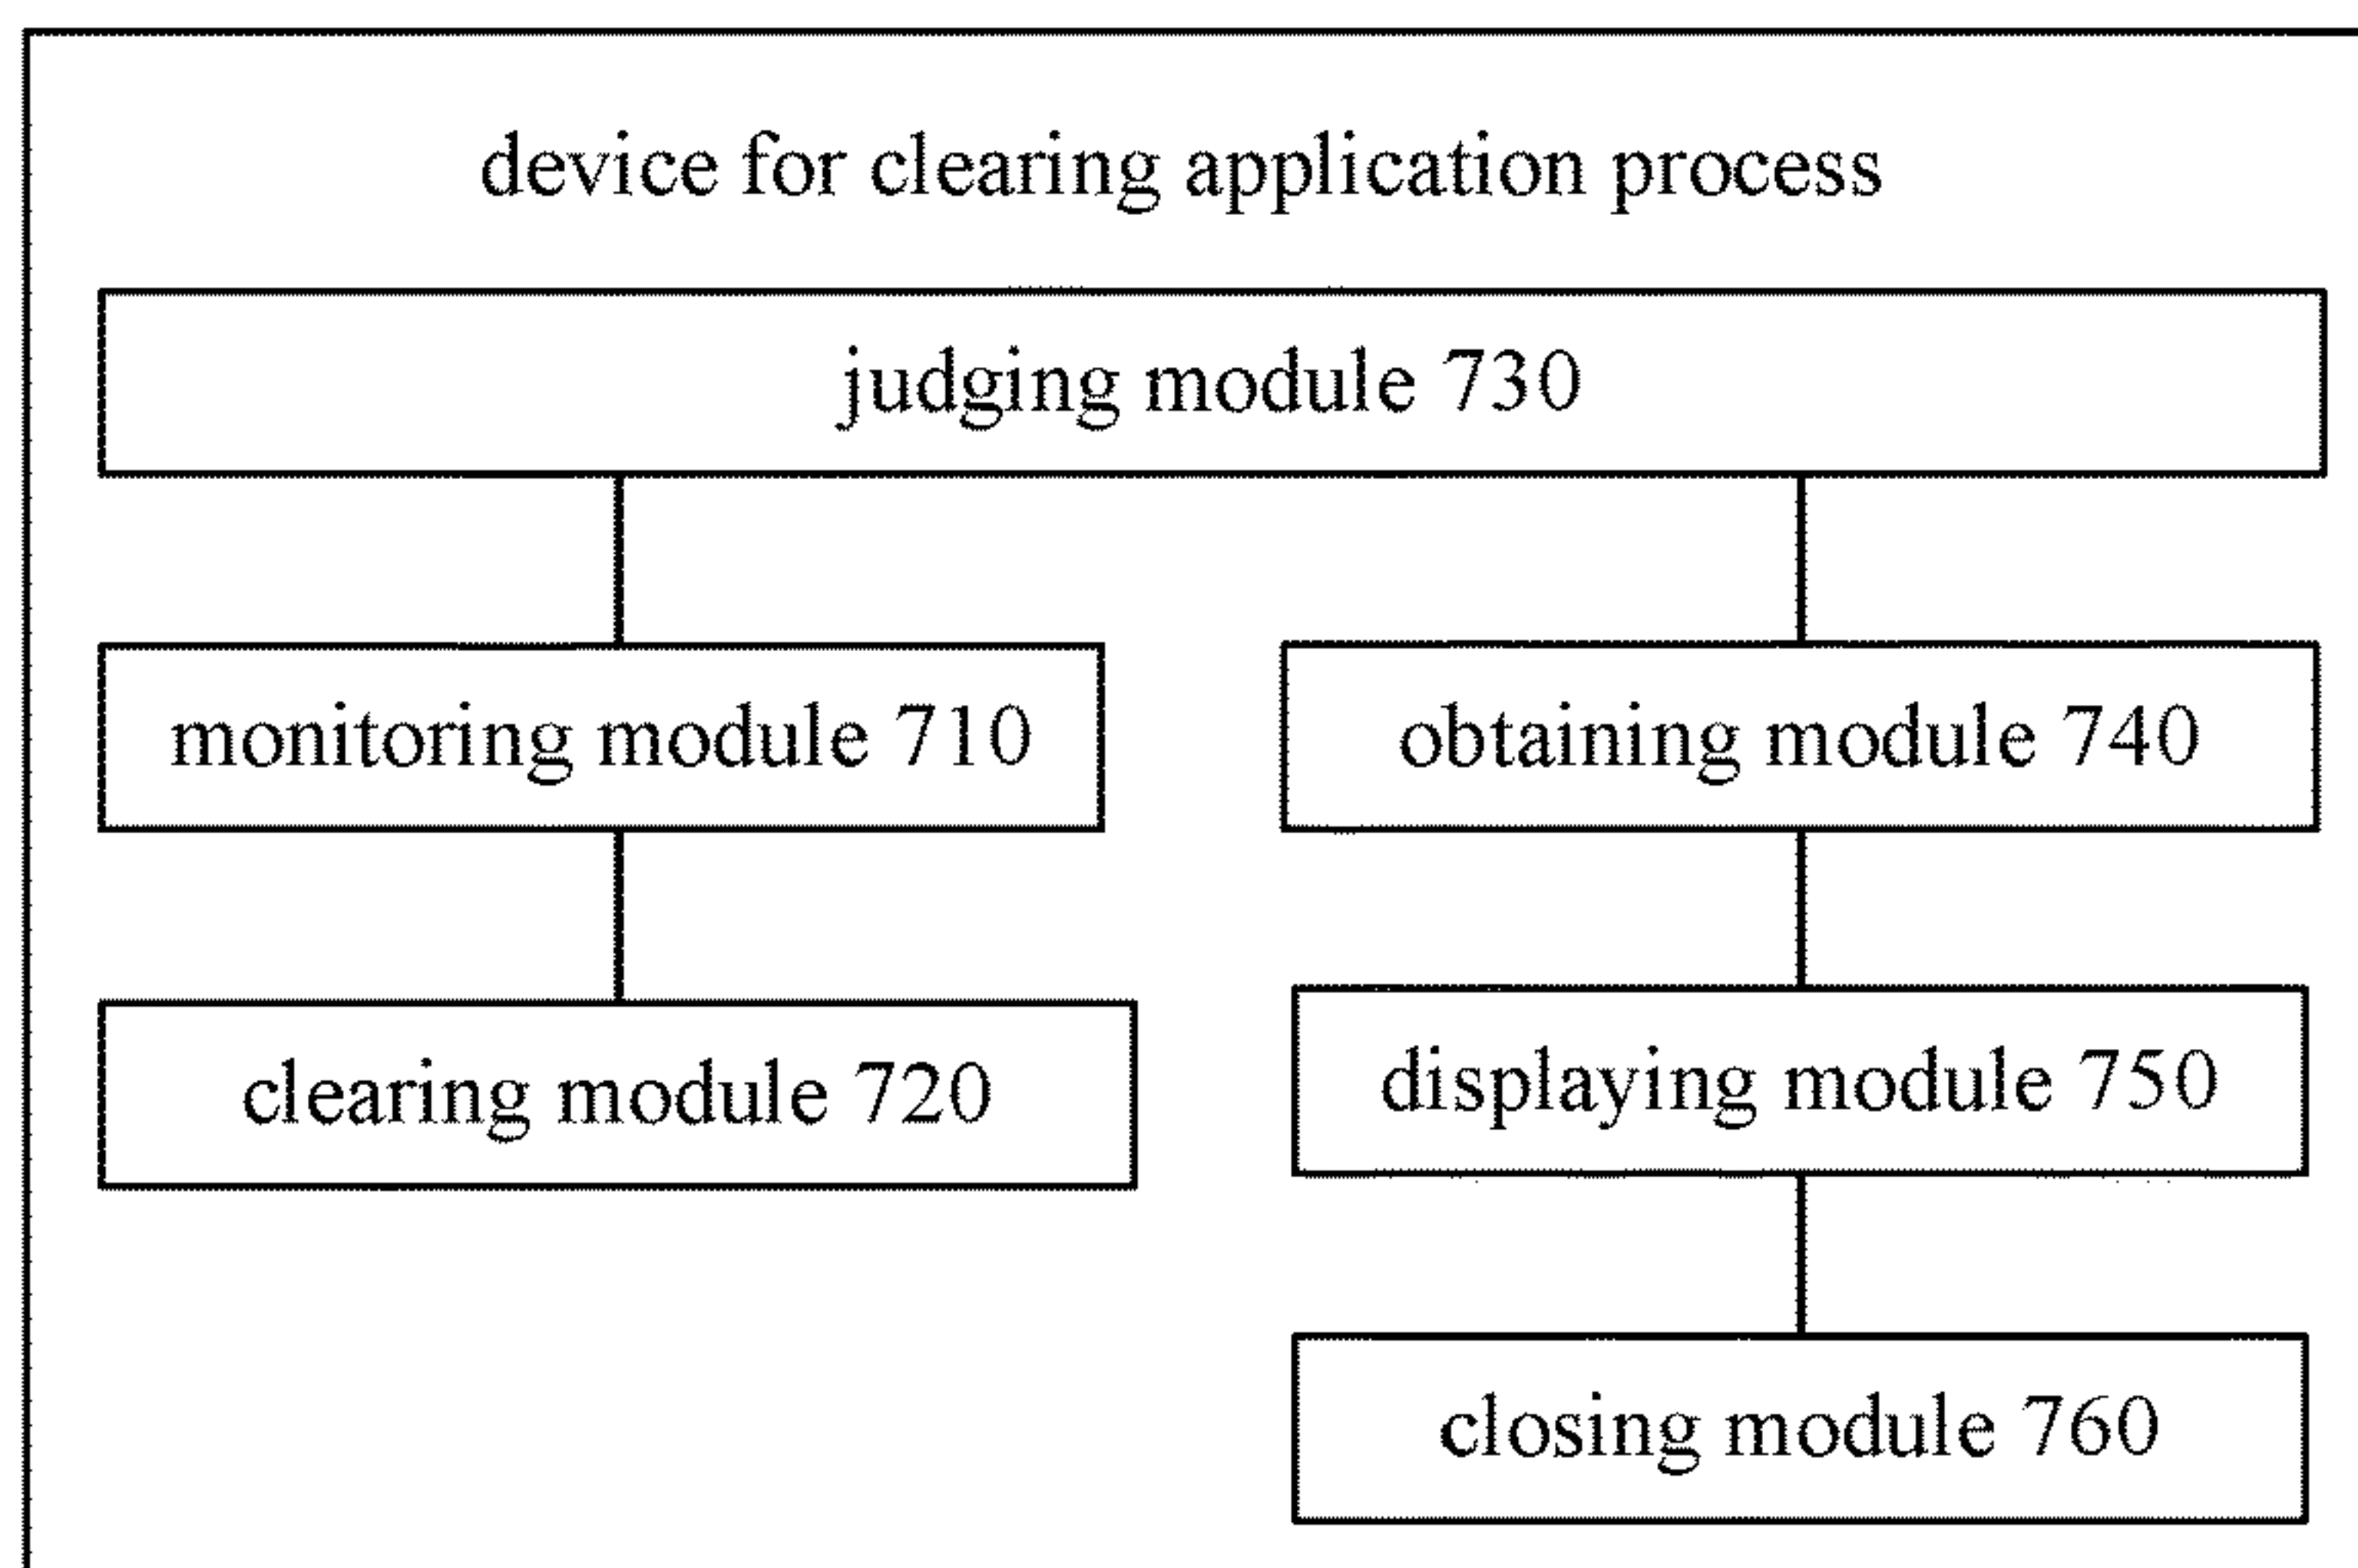 device for clearing application process
judging module 730
monitoring module 710
obtaining module 740
clearing module 720
displaying module 750
closing module 760